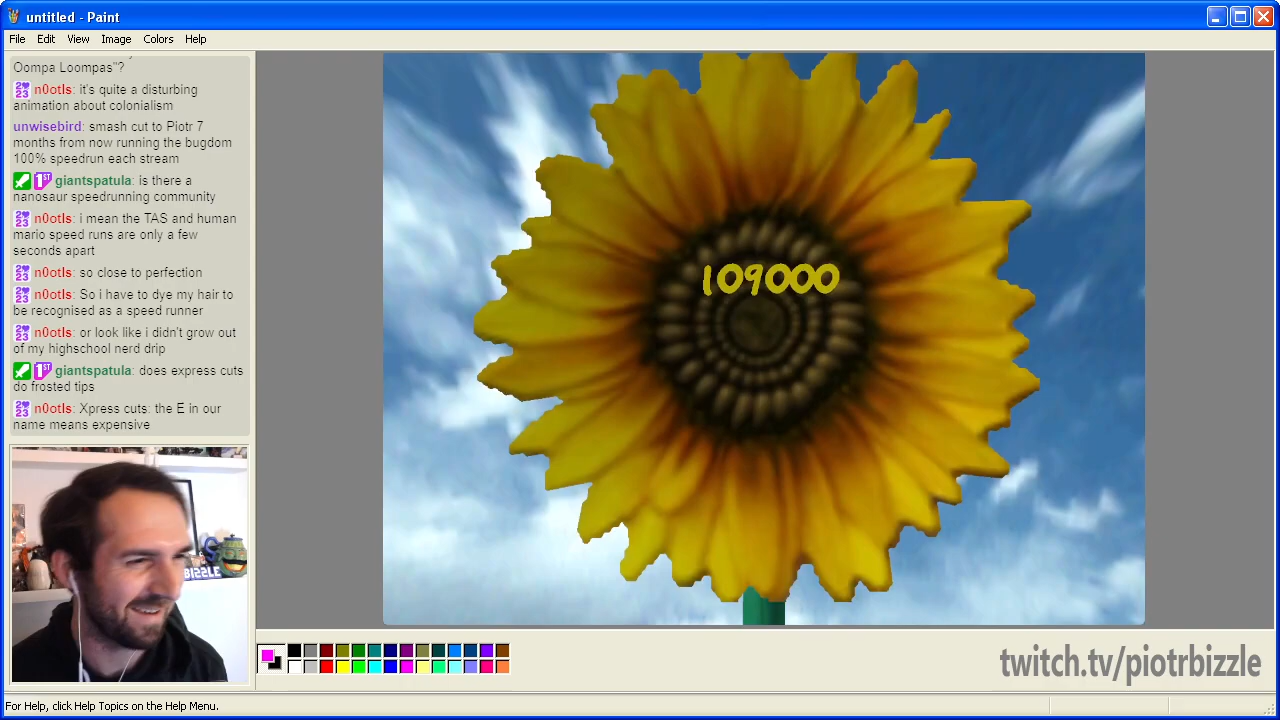 untitled - Paint
File Edit View Image Colors Help
Oompa Loompas"?
n0otls: it's quite a disturbing
animation about colonialism
unwisebird: smash cut to Piotr 7
months from now running the bugdom
100% speedrun each stream
1ST giantspatula: is there a
nanosaur speedrunning community
n0otls: i mean the TAS and human
mario speed runs are only a few
seconds apart
n0otls: so close to perfection
n0otls: So i have to dye my hair to
be recognised as a speed runner
n0otls: or look like i didn't grow out
of my highschool nerd drip
1ST giantspatula: does express cuts
do frosted tips
n0otls: Xpress cuts: the E in our
name means expensive
109000
BIZZLE
twitch.tv/piotrbizzle
For Help, click Help Topics on the Help Menu.